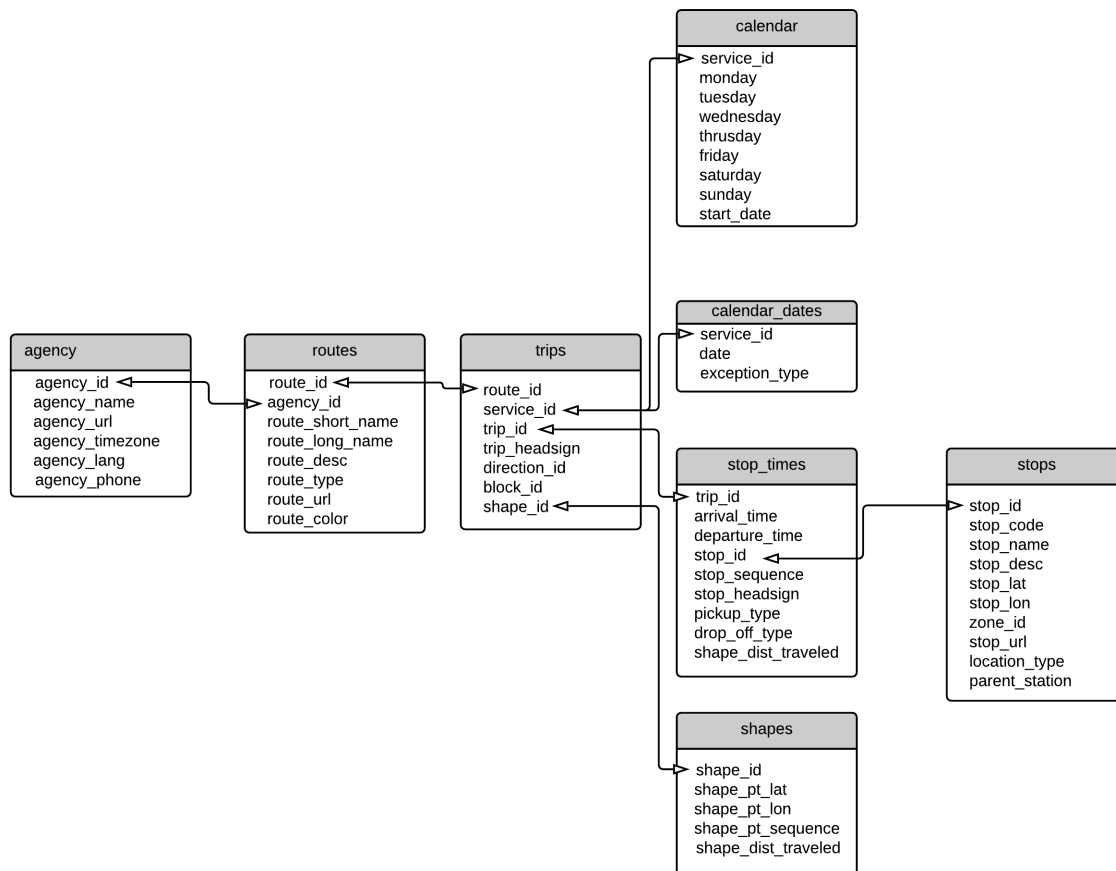 calendar
service_id
monday
tuesday
wednesday
thrusday
friday
saturday
sunday
start_date
calendar_dates
service_id
date
exception_type
agency
agency_id
agency_name
agency_url
agency_timezone
agency_lang
agency_phone
routes
route_id
agency_id
route_short_name
route_long_name
route_desc
route_type
route_url
route_color
trips
route_id
service_id
trip_id
trip_headsign
direction_id
block_id
shape_id
stop_times
trip_id
arrival_time
departure_time
stop_id
stop_sequence
stop_headsign
pickup_type
drop_off_type
shape_dist_traveled
stops
stop_id
stop_code
stop_name
stop_desc
stop_lat
stop_lon
zone_id
stop_url
location_type
parent_station
shapes
shape_id
shape_pt_lat
shape_pt_lon
shape_pt_sequence
shape_dist_traveled